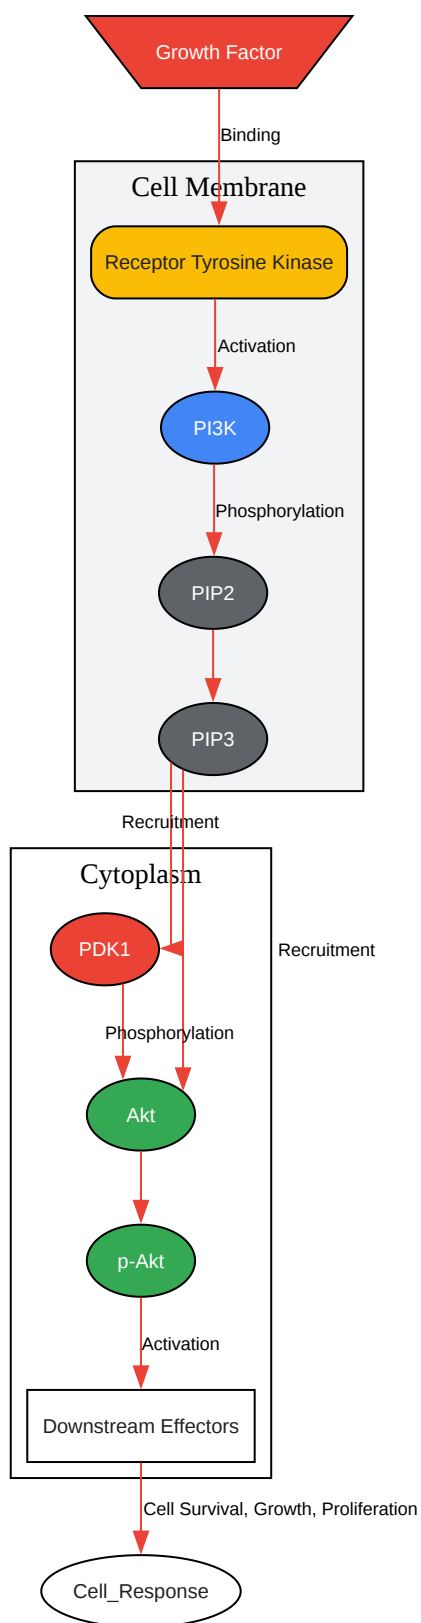 Growth Factor
Binding
Cell Membrane
Receptor Tyrosine Kinase
Activation
PI3K
Phosphorylation
PIP2
PIP3
Recruitment
Cytoplasm
PDK1
Recruitment
Phosphorylation
Akt
p-Akt
Activation
Downstream Effectors
Cell Survival, Growth, Proliferation
Cell_Response